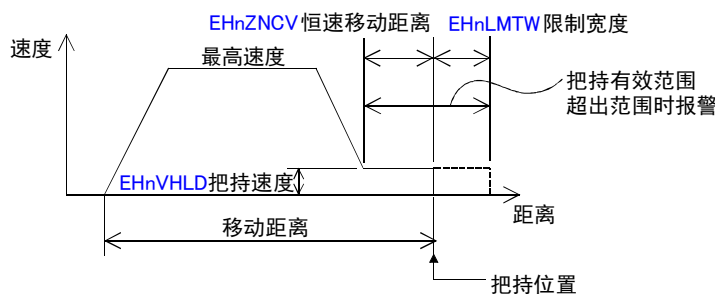 EHnZNCV恒速移动距离
EHnLMTW限制宽度
速度
最高速度
把持有效范围
超出范围时报警
EHnVHLD把持速度
距离
移动距离
把持位置